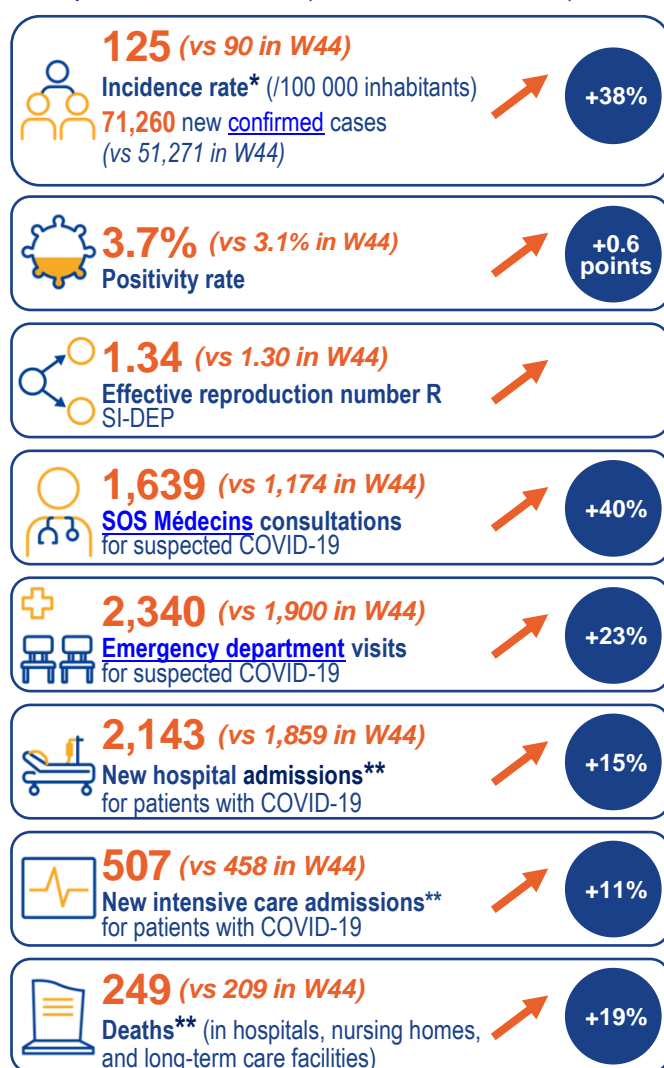 125 (vs 90 in W44)
Incidence rate* (/100 000 inhabitants)
71,260 new confirmed cases
(vs 51,271 in W44)
+38%
3.7% (vs 3.1% in W44)
Positivity rate
+0.6
points
1.34 (vs 1.30 in W44)
Effective reproduction number R
SI-DEP
1,639 (vs 1,174 in W44)
SOS Médecins consultations
for suspected COVID-19
+40%
2,340 (vs 1,900 in W44)
Emergency department visits
for suspected COVID-19
+23%
2,143 (vs 1,859 in W44)
New hospital admissions**
for patients with COVID-19
+15%
507 (vs 458 in W44)
New intensive care admissions**
for patients with COVID-19
+11%
249 (vs 209 in W44)
Deaths** (in hospitals, nursing homes,
and long-term care facilities)
+19%